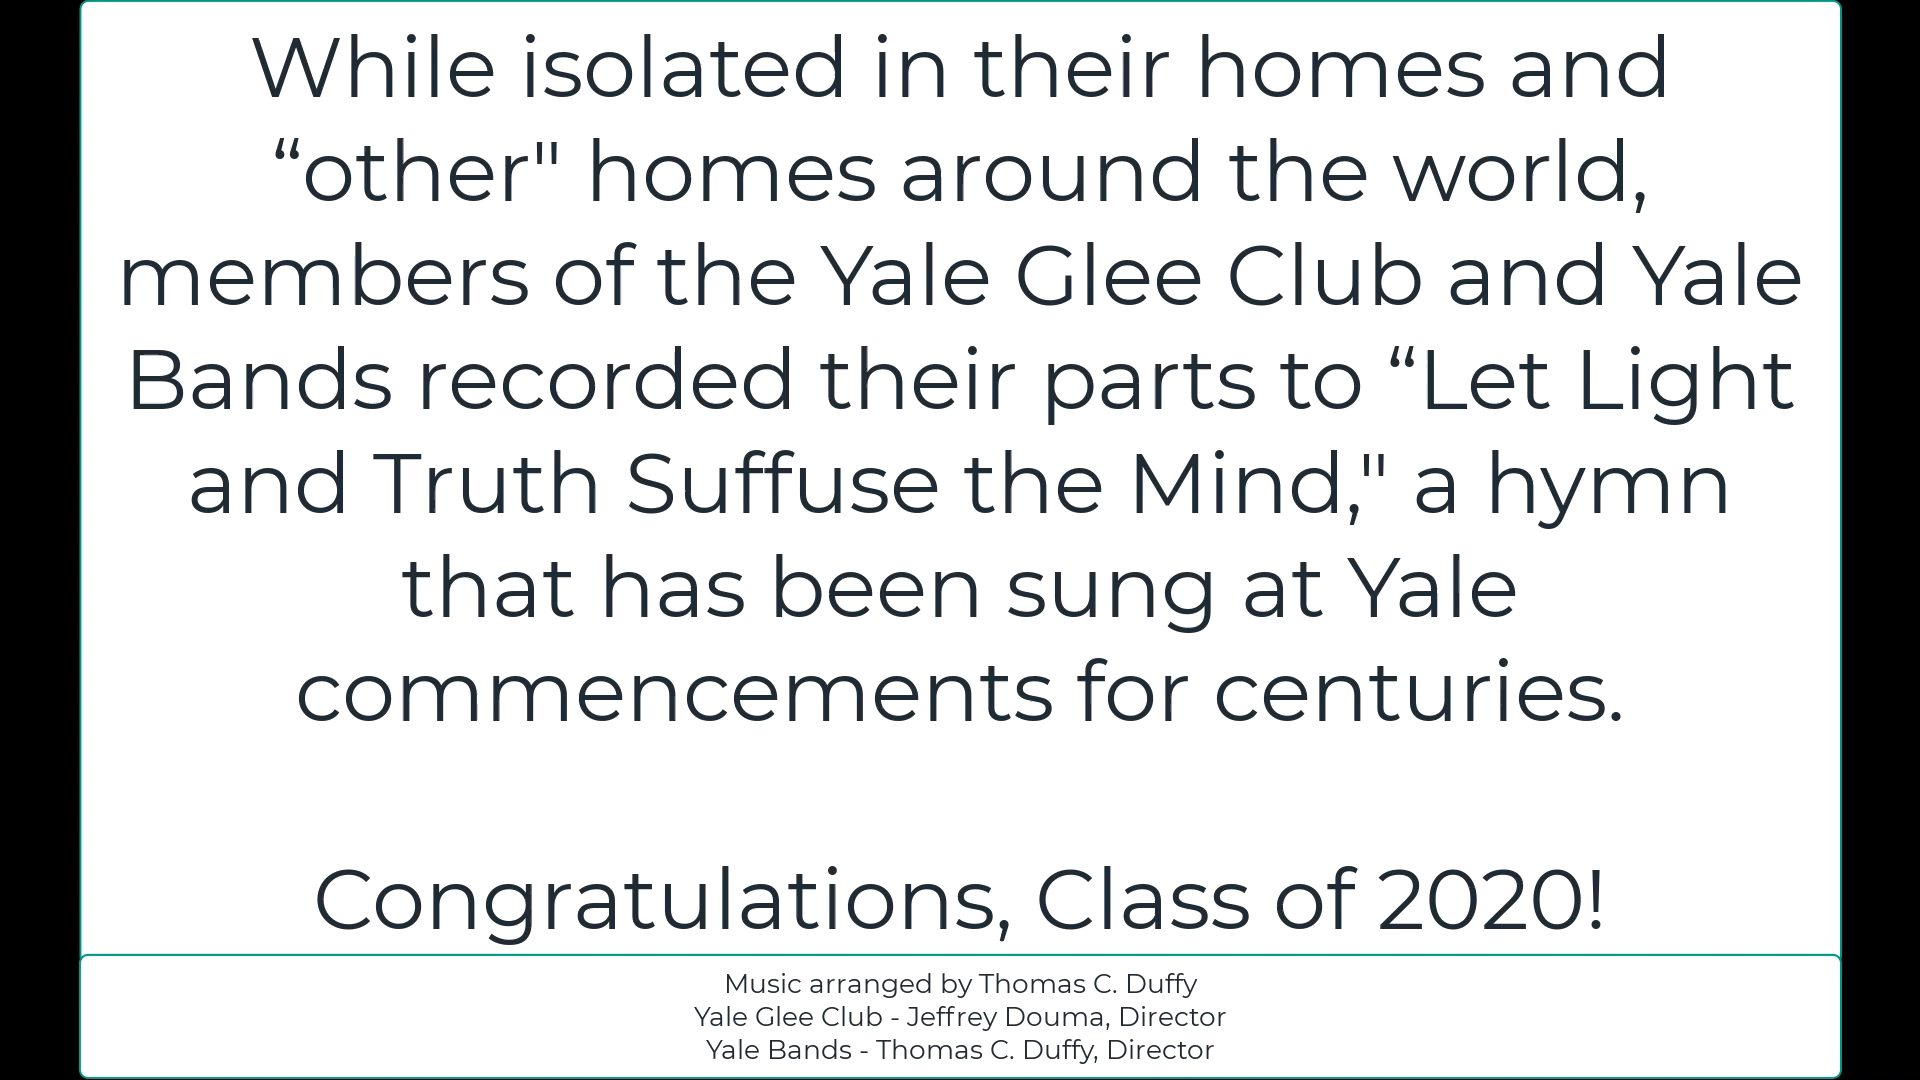 While isolated in their homes and
“other" homes around the world,
members of the Yale Glee Club and Yale
Bands recorded their parts to “Let Light
and Truth Suffuse the Mind," a hymn
that has been sung at Yale
commencements for centuries.
Congratulations, Class of 2020!
Music arranged by Thomas C. Duffy
Yale Glee Club - Jeffrey Douma, Director
Yale Bands - Thomas C. Duffy, Director